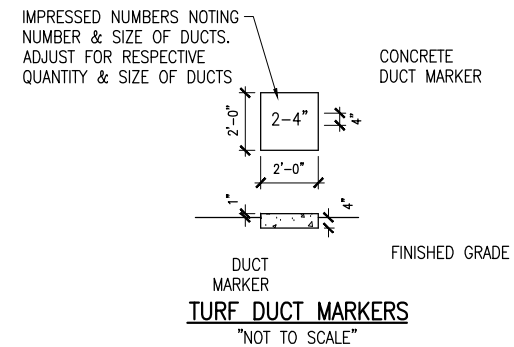 IMPRESSED NUMBERS NOTING
NUMBER & SIZE OF DUCTS.
ADJUST FOR RESPECTIVE
QUANTITY & SIZE OF DUCTS
CONCRETE
DUCT MARKER
2-4"
2'-0"
4"
2'-0"
1"
4"
FINISHED GRADE
DUCT
MARKER
TURF DUCT MARKERS
"NOT TO SCALE"